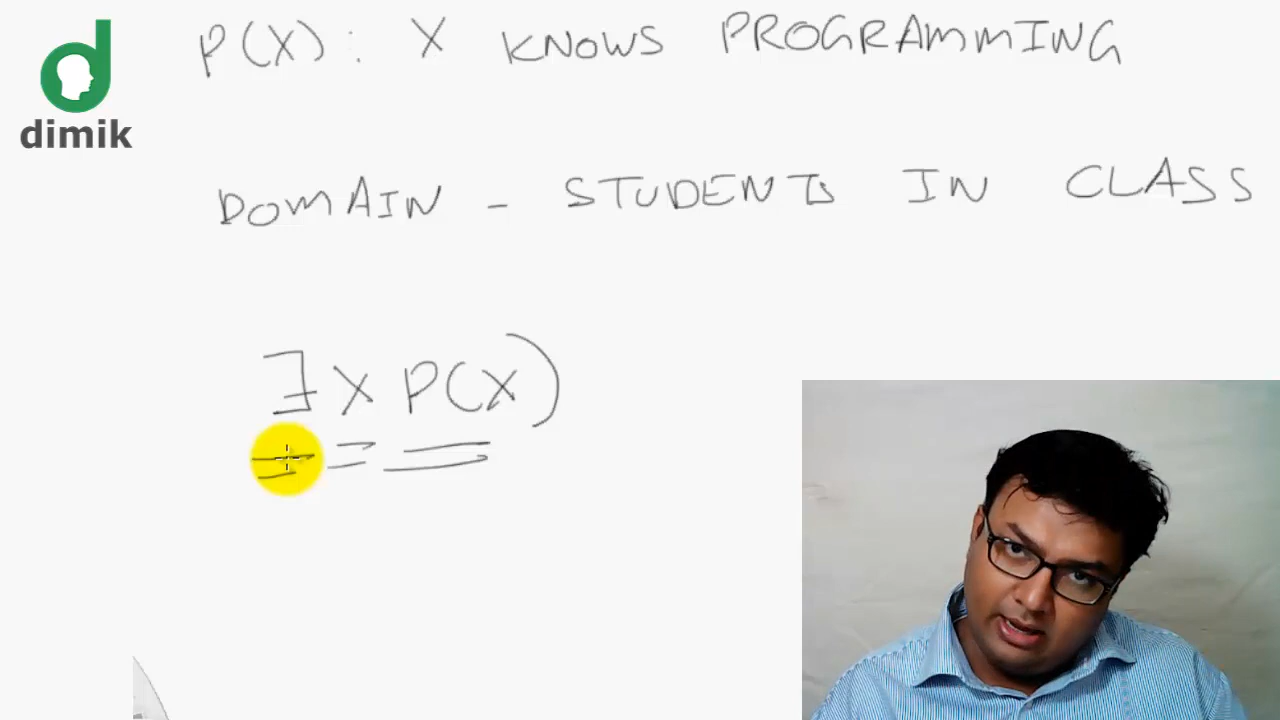 P(X): X KNOWS PROGRAMMING
dimik
DOMAIN - STUDENTS IN CLASS
∃ X P(X)